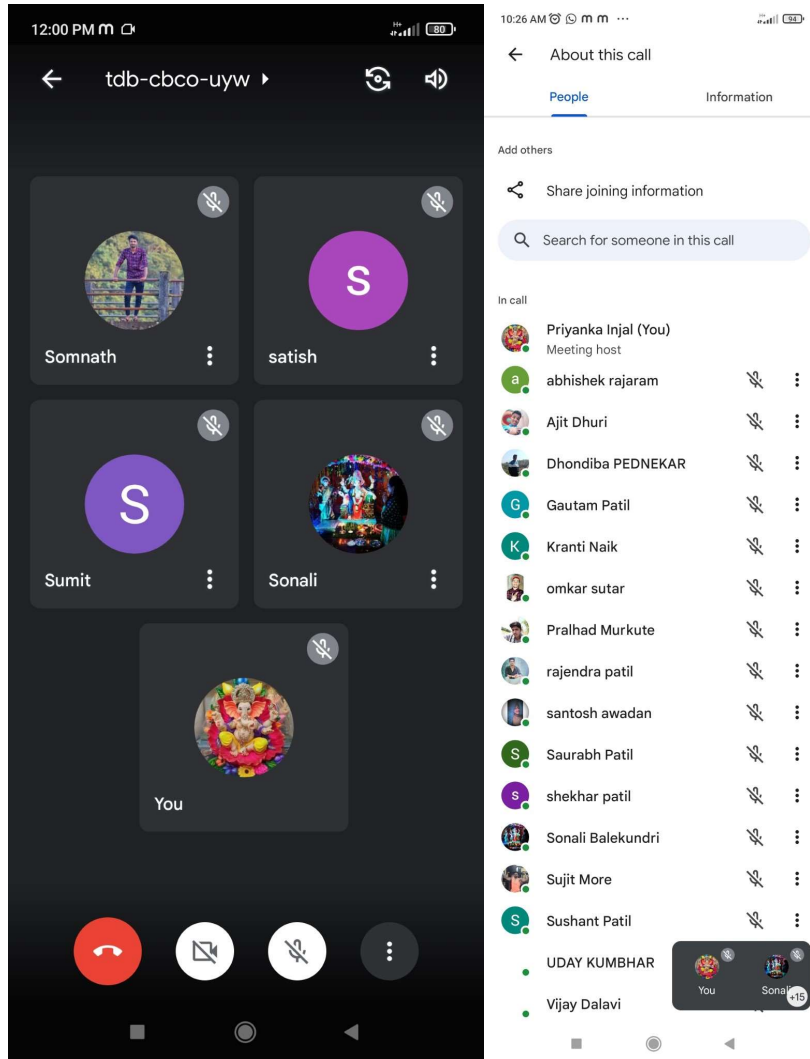 12:00 PM m
H+
80
tdb-cbco-uyw
S
Somnath
satish
S
Sumit
Sonali
You
10:26 AM m m ...
H+
94
About this call
People
Information
Add others
Share joining information
Search for someone in this call
In call
Priyanka Injal (You)
Meeting host
a
abhishek rajaram
Ajit Dhuri
Dhondiba PEDNEKAR
G
Gautam Patil
K
Kranti Naik
omkar sutar
Pralhad Murkute
rajendra patil
santosh awadan
S
Saurabh Patil
s
shekhar patil
Sonali Balekundri
Sujit More
S
Sushant Patil
UDAY KUMBHAR
Vijay Dalavi
You
Sonali
+15